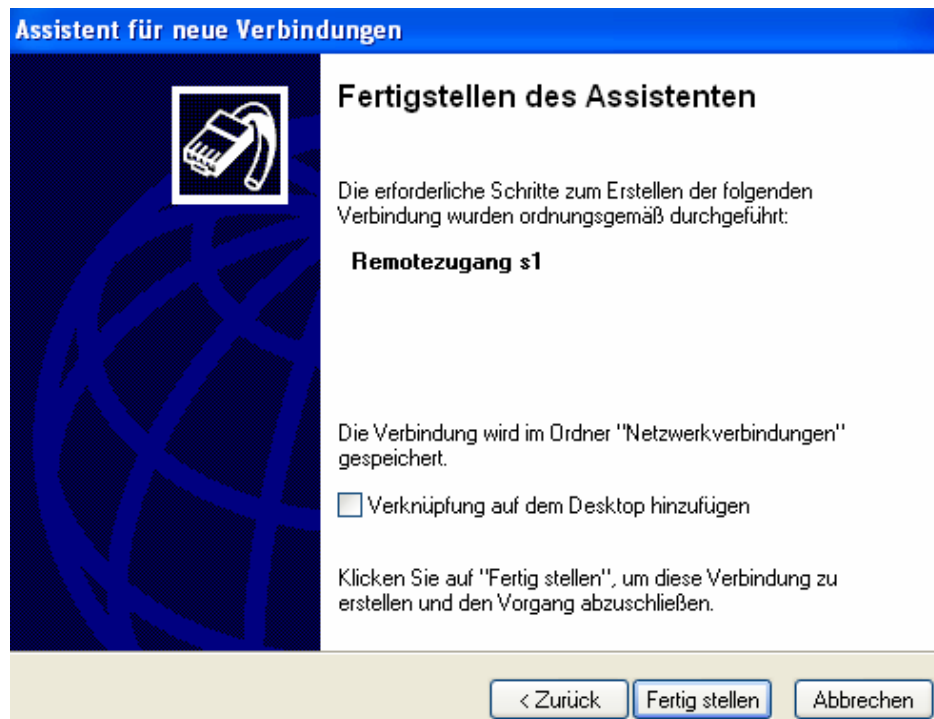 Assistent für neue Verbindungen
Fertigstellen des Assistenten
Die erforderliche Schritte zum Erstellen der folgenden
Verbindung wurden ordnungsgemäß durchgeführt:
Remotezugang s1
Die Verbindung wird im Ordner "Netzwerkverbindungen"
gespeichert.
Verknüpfung auf dem Desktop hinzufügen
Klicken Sie auf "Fertig stellen", um diese Verbindung zu
erstellen und den Vorgang abzuschließen.
< Zurück Fertig stellen Abbrechen